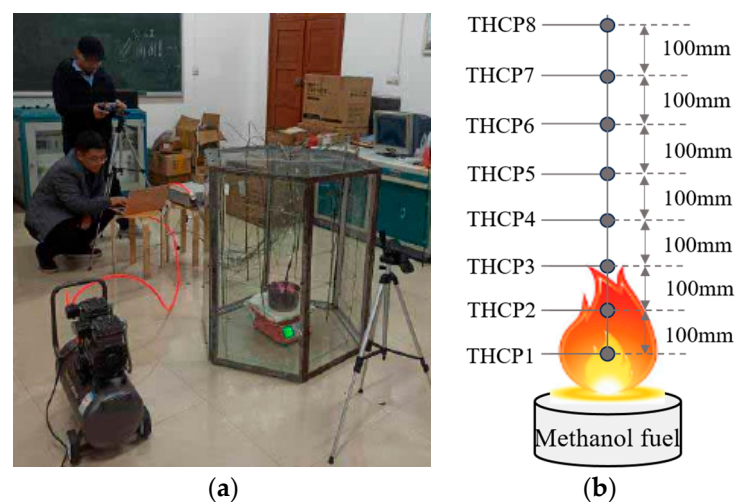 THCP8
100mm
THCP7
100mm
THCP6
100mm
THCP5
100mm
THCP4
100mm
THCP3
100mm
THCP2
100mm
THCP1
Methanol fuel
(a)
(b)